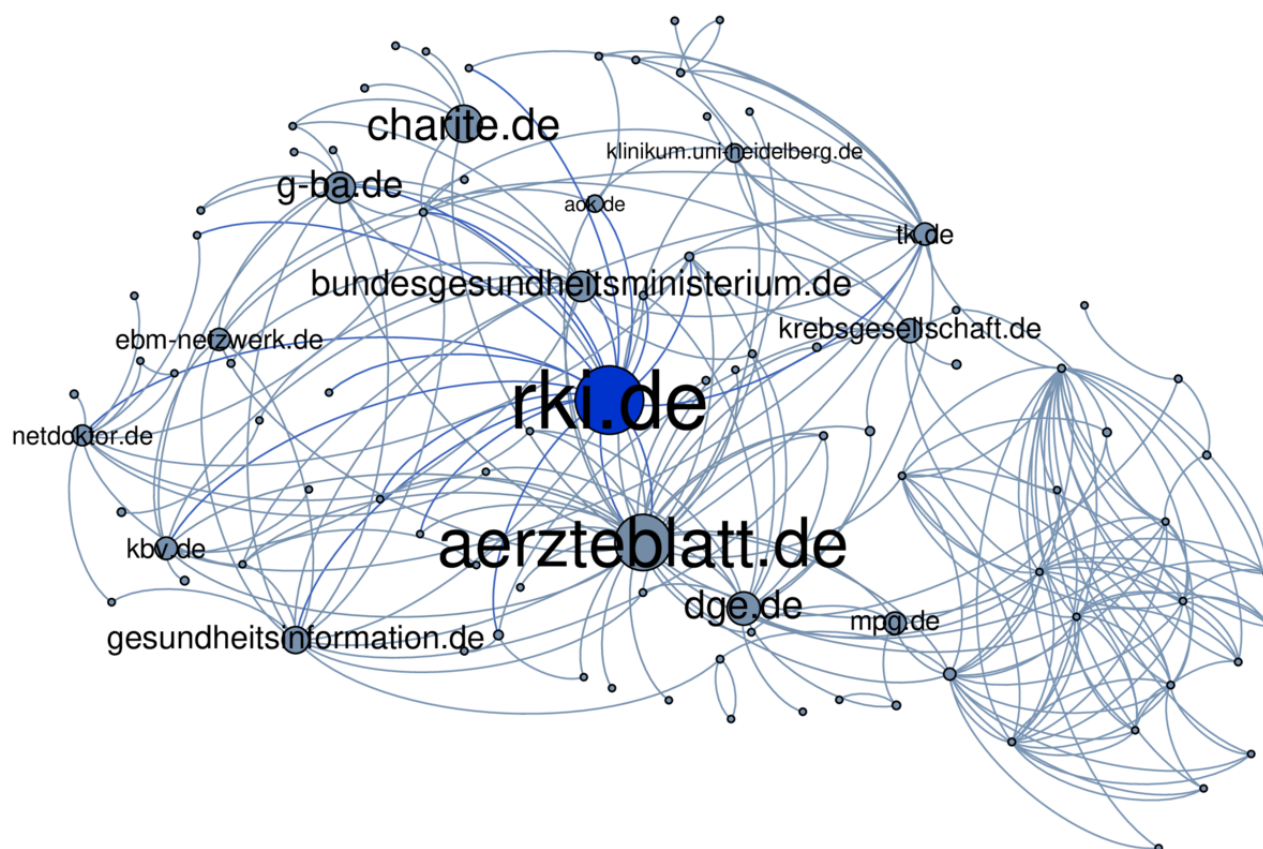 charite.de
klinikum.uni-heidelberg.de
g-ba.de
aok.de
tk.de
bundesgesundheitsministerium.de
krebsgesellschaft.de
ebm-netzwerk.de
rki.de
netdoktor.de
aerzteblatt.de
kbv.de
dge.de
mpg.de
gesundheitsinformation.de